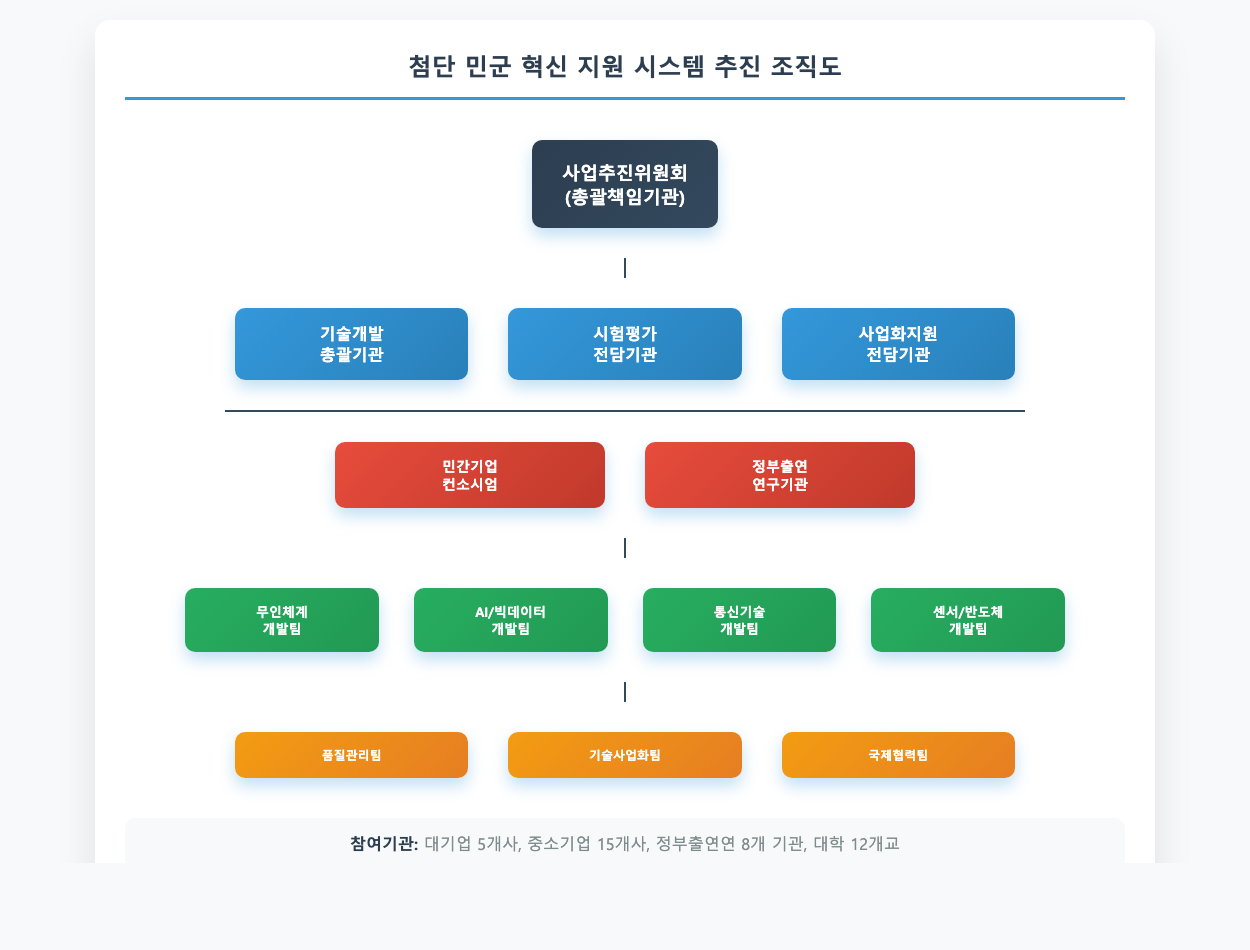 첨단 민군 혁신 지원 시스템 추진 조직도
사업추진위원회
(총괄책임기관)
기술개발
총괄기관
시험평가
전담기관
사업화지원
전담기관
민간기업
컨소시엄
정부출연
연구기관
무인체계
개발팀
AI/빅데이터
개발팀
통신기술
개발팀
센서/반도체
개발팀
품질관리팀
기술사업화팀
국제협력팀
참여기관: 대기업 5개사, 중소기업 15개사, 정부출연연 8개 기관, 대학 12개교